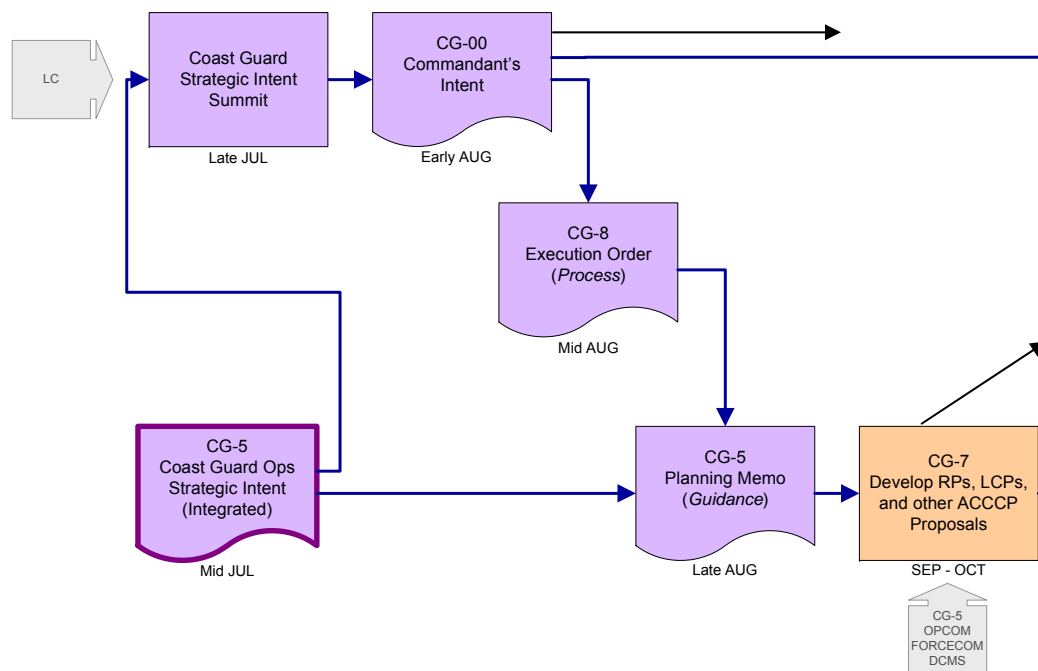 LC
Coast Guard
Strategic Intent
Summit
Late JUL
CG-00
Commandant’s
Intent
Early AUG
CG-8
Execution Order
(Process)
Mid AUG
CG-5
Coast Guard Ops
Strategic Intent
(Integrated)
Mid JUL
CG-5
Planning Memo
(Guidance)
Late AUG
CG-7
Develop RPs, LCPs,
and other ACCCP
Proposals
SEP - OCT
CG-5
OPCOM
FORCECOM
DCMS